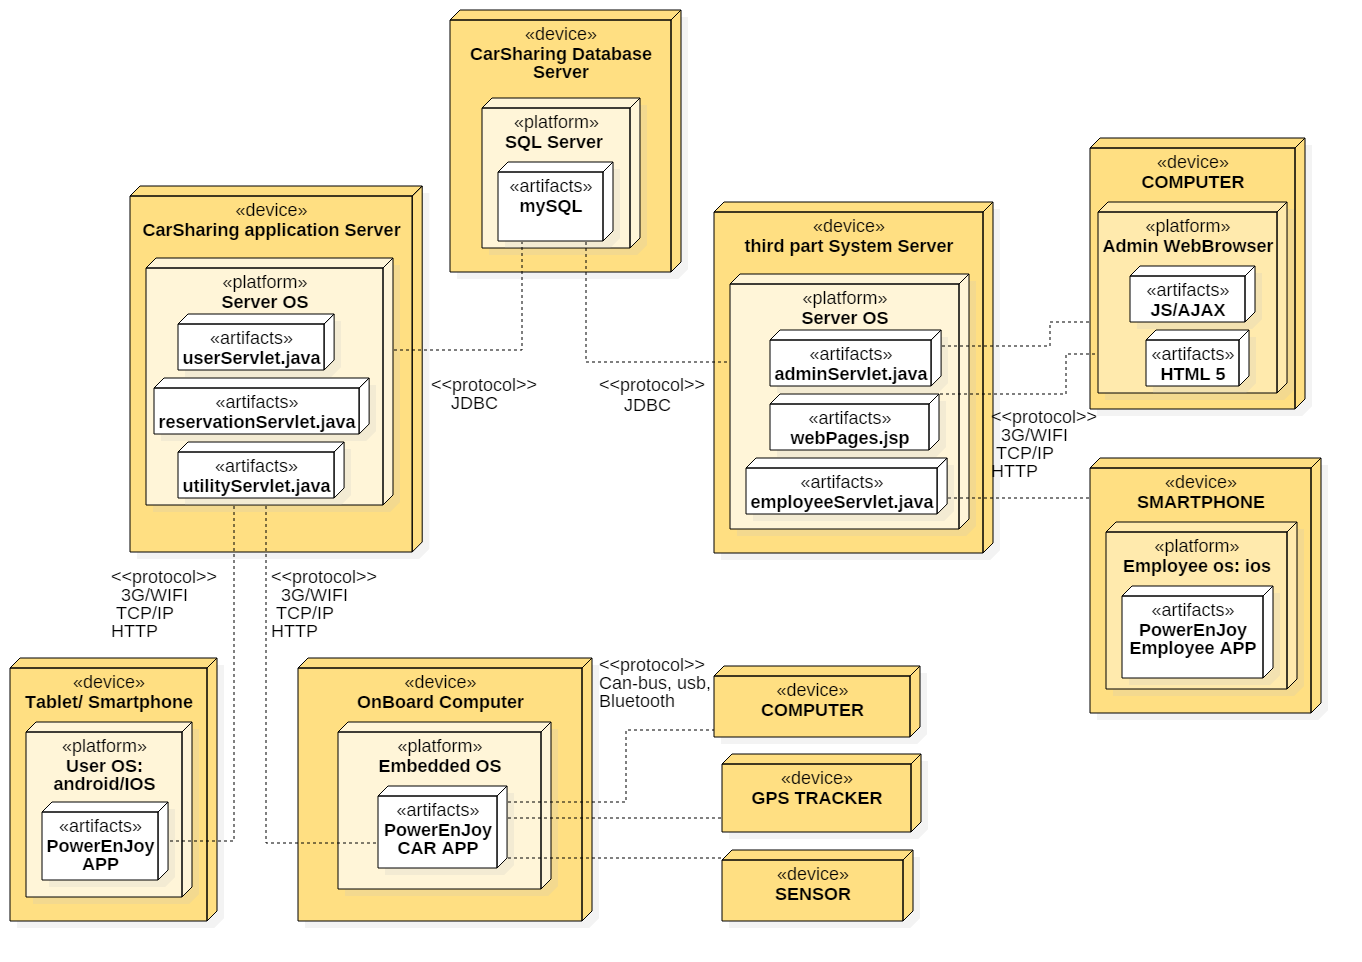 «device»
CarSharing Database
Server
«platform»
SQL Server
«artifacts»
mySQL
«device»
CarSharing application Server
«platform»
Server OS
«artifacts»
userServlet.java
«artifacts»
reservationServlet.java
«artifacts»
utilityServlet.java
<<protocol>>
JDBC
<<protocol>>
JDBC
«device»
third part System Server
«platform»
Server OS
«artifacts»
adminServlet.java
«artifacts»
webPages.jsp
«artifacts»
employeeServlet.java
«device»
COMPUTER
«platform»
Admin WebBrowser
«artifacts»
JS/AJAX
«artifacts»
HTML 5
<<protocol>>
3G/WIFI
TCP/IP
HTTP
«device»
SMARTPHONE
«platform»
Employee os: ios
«artifacts»
PowerEnJoy
Employee APP
<<protocol>>
3G/WIFI
TCP/IP
HTTP
<<protocol>>
3G/WIFI
TCP/IP
HTTP
«device»
Tablet/ Smartphone
«platform»
User OS:
android/IOS
«artifacts»
PowerEnJoy
APP
«device»
OnBoard Computer
«platform»
Embedded OS
«artifacts»
PowerEnJoy
CAR APP
<<protocol>>
Can-bus, usb,
Bluetooth
«device»
COMPUTER
«device»
GPS TRACKER
«device»
SENSOR